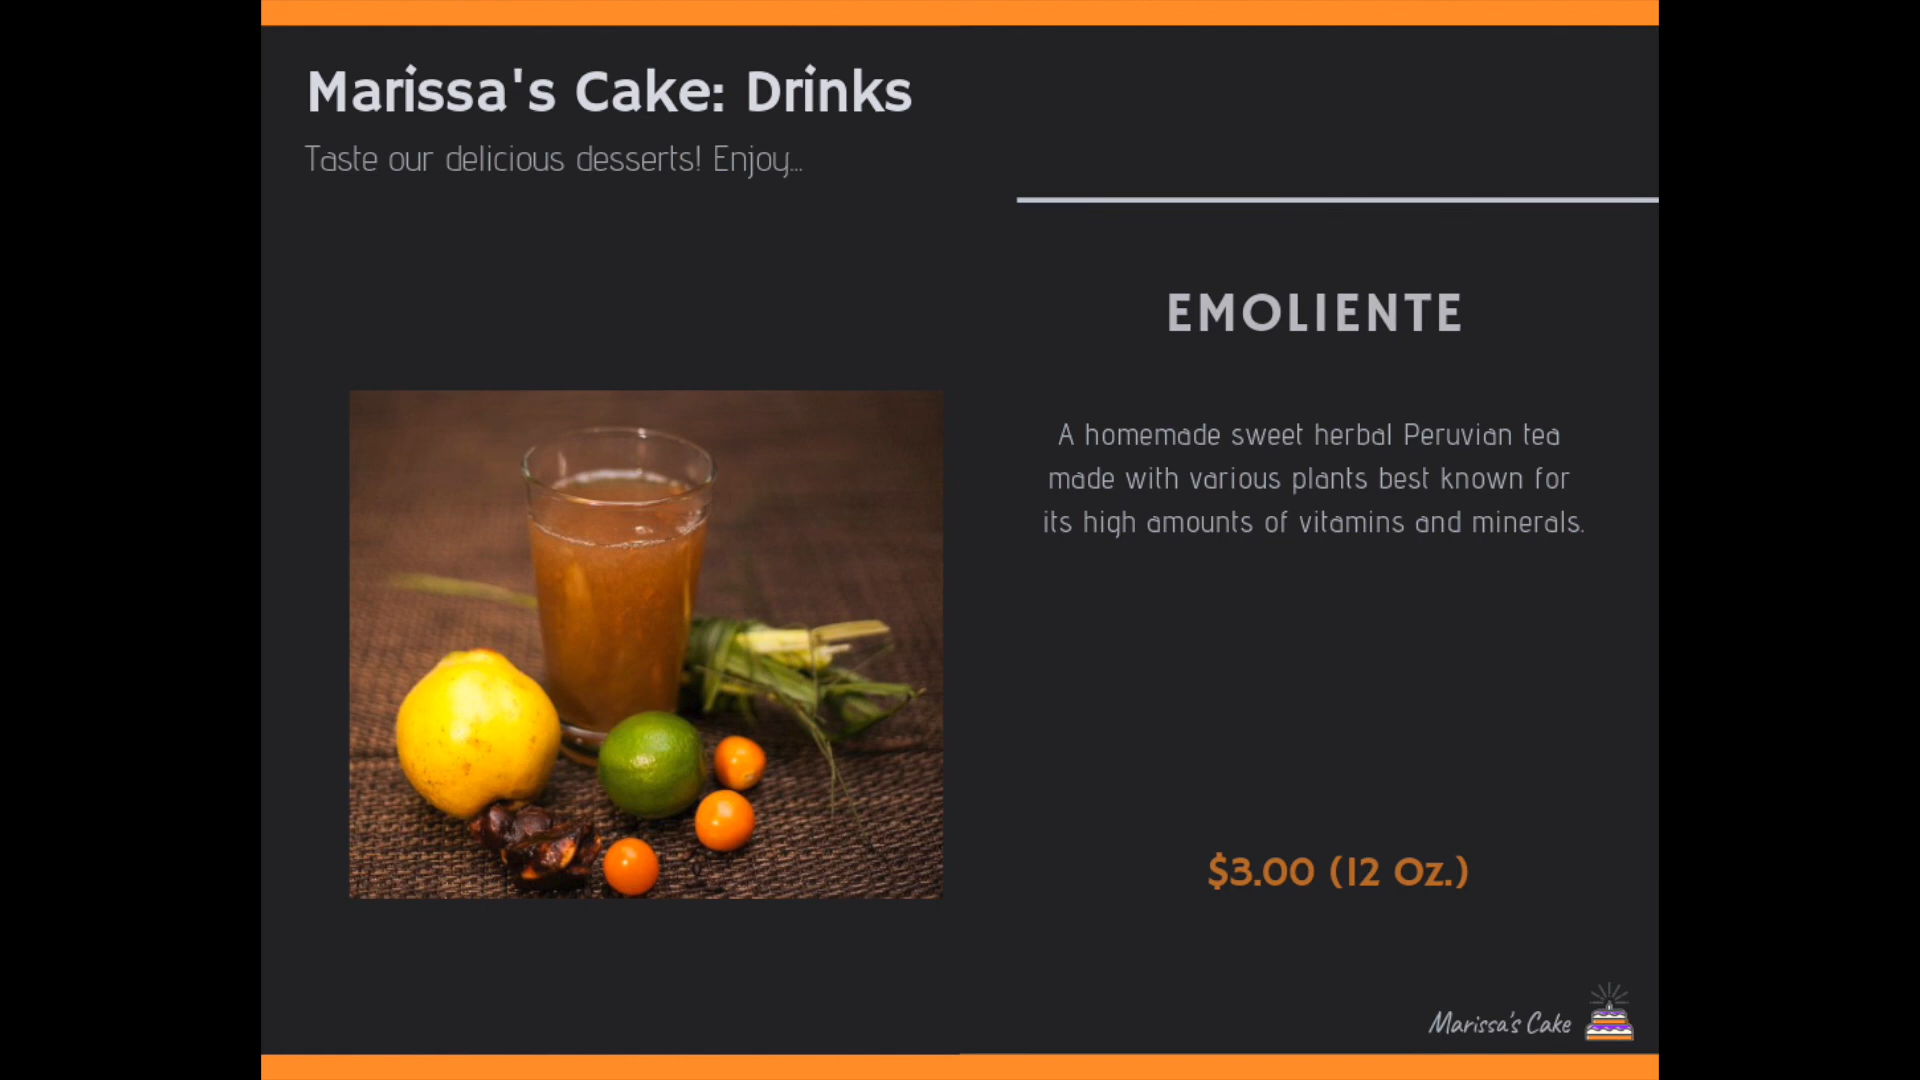 Marissa's Cake: Drinks
Taste our delicious desserts! Enjoy...
EMOLIENTE
A homemade sweet herbal Peruvian tea
made with various plants best known for
its high amounts of vitamins and minerals.
$3.00 (12 Oz.)
Marissa's Cake